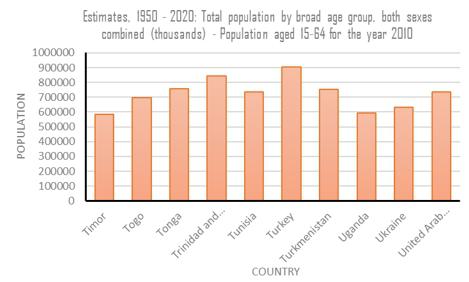 Estimates, 1950 - 2020: Total population by broad age group, both sexes
combined (thousands) - Population aged 15-64 for the year 2010
1000000
900000
800000
700000
600000
500000
400000
300000
200000
100000
0
POPULATION
Timor
Togo
Tonga
Trinidad and...
Tunisia
Turkey
Turkmenistan
Uganda
Ukraine
United Arab...
COUNTRY